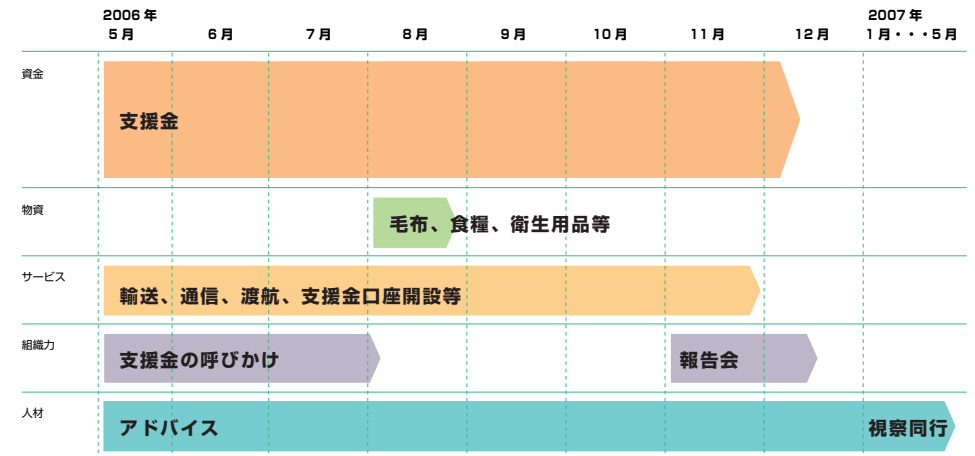 2006年 2007年
5月 6月 7月 8月 9月 10月 11月 12月 1月・・・5月
資金
支援金
物資
毛布、食糧、衛生用品等
サービス
輸送、通信、渡航、支援金口座開設等
組織力
支援金の呼びかけ 報告会
人材
アドバイス 視察同行